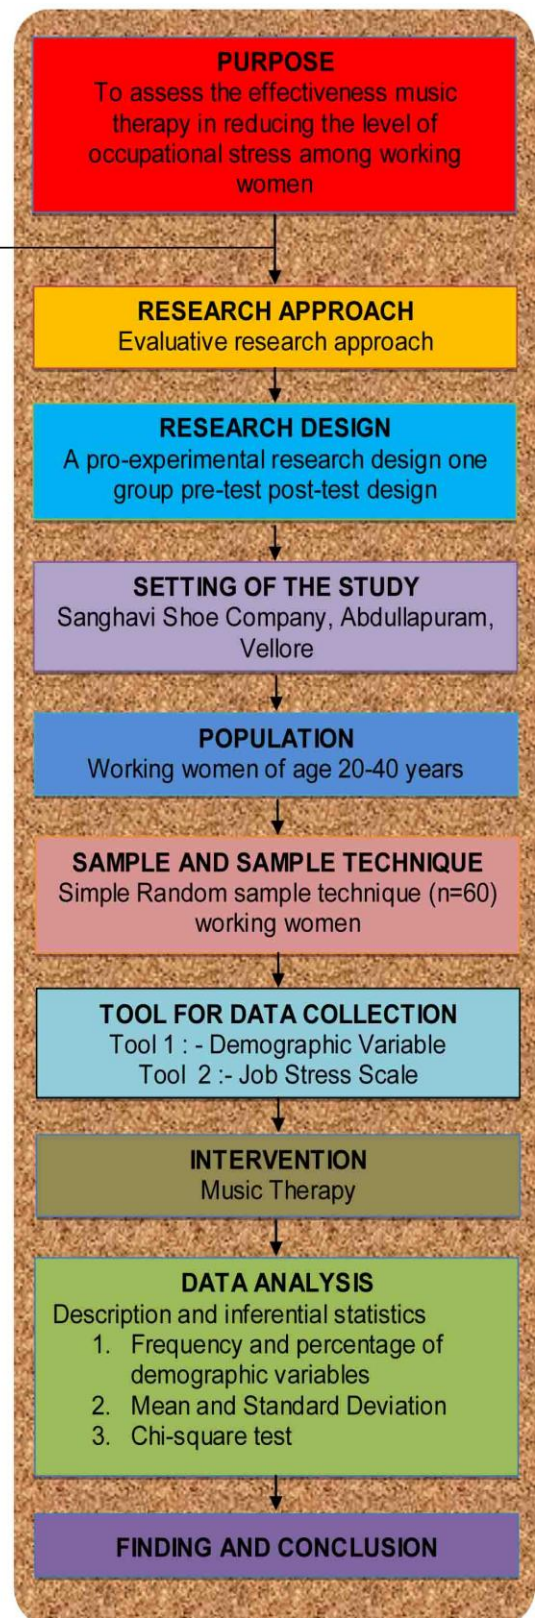 PURPOSE
To assess the effectiveness music
therapy in reducing the level of
occupational stress among working
women
RESEARCH APPROACH
Evaluative research approach
RESEARCH DESIGN
A pro-experimental research design one
group pre-test post-test design
SETTING OF THE STUDY
Sanghavi Shoe Company, Abdullapuram,
Vellore
POPULATION
Working women of age 20-40 years
SAMPLE AND SAMPLE TECHNIQUE
Simple Random sample technique (n=60)
working women
TOOL FOR DATA COLLECTION
Tool 1 : - Demographic Variable
Tool 2 :- Job Stress Scale
INTERVENTION
Music Therapy
DATA ANALYSIS
Description and inferential statistics
1. Frequency and percentage of
demographic variables
2. Mean and Standard Deviation
3. Chi-square test
FINDING AND CONCLUSION